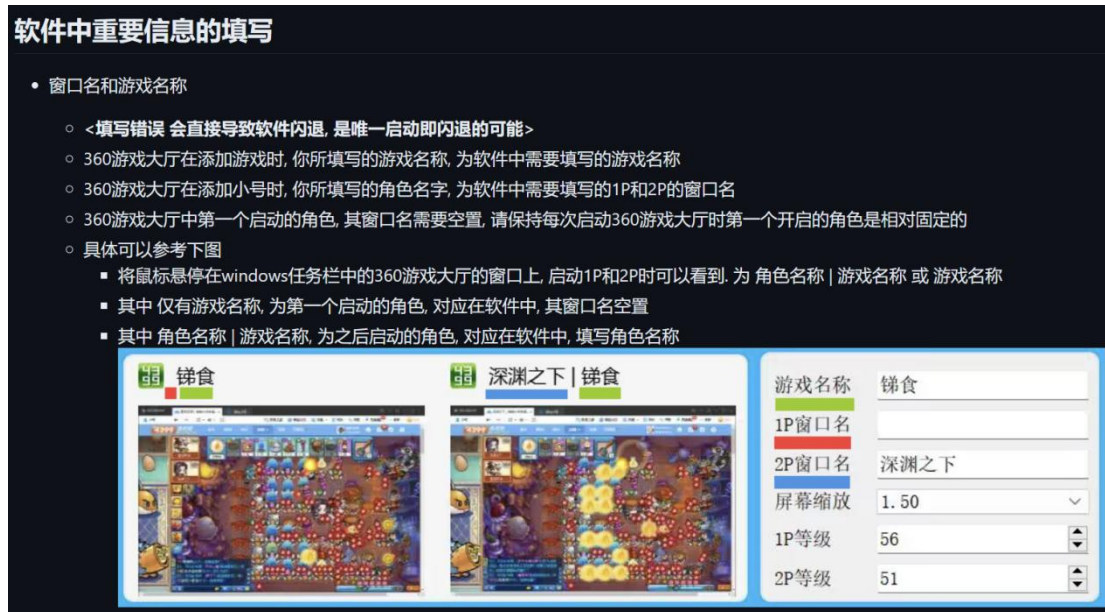 软件中重要信息的填写
窗口名和游戏名称
<填写错误 会直接导致软件闪退, 是唯一启动即闪退的可能>
360游戏大厅在添加游戏时, 你所填写的游戏名称, 为软件中需要填写的游戏名称
360游戏大厅在添加小号时, 你所填写的角色名字, 为软件中需要填写的1P和2P的窗口名
360游戏大厅中第一个启动的角色, 其窗口名需要空置, 请保持每次启动360游戏大厅时第一个开启的角色是相对固定的
具体可以参考下图
将鼠标悬停在windows任务栏中的360游戏大厅的窗口上, 启动1P和2P时可以看到. 为 角色名称 | 游戏名称 或 游戏名称
其中 仅有游戏名称, 为第一个启动的角色, 对应在软件中, 其窗口名空置
其中 角色名称 | 游戏名称, 为之后启动的角色, 对应在软件中, 填写角色名称
锑食
深渊之下 | 锑食
游戏名称 锑食
1P窗口名
2P窗口名 深渊之下
屏幕缩放 1.50
1P等级 56
2P等级 51